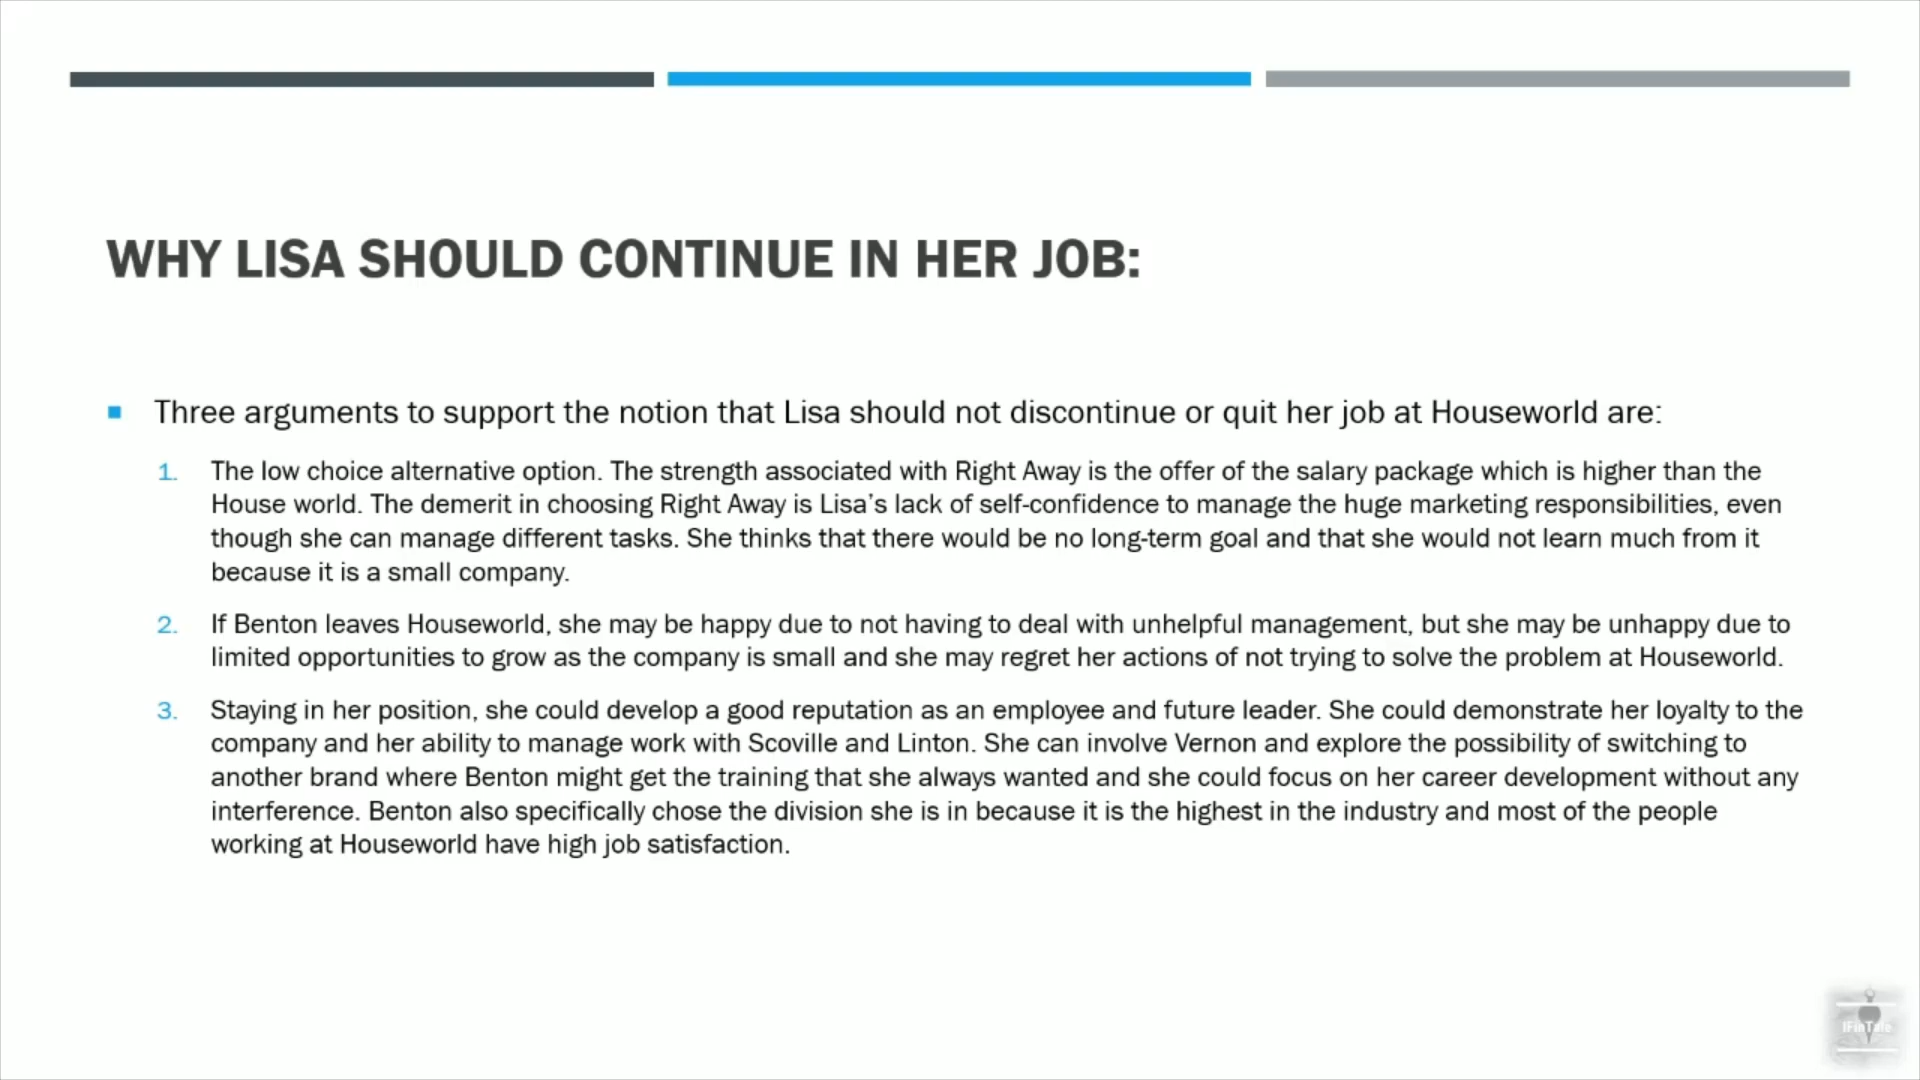 WHY LISA SHOULD CONTINUE IN HER JOB:
Three arguments to support the notion that Lisa should not discontinue or quit her job at Houseworld are:
1. The low choice alternative option. The strength associated with Right Away is the offer of the salary package which is higher than the
House world. The demerit in choosing Right Away is Lisa's lack of self-confidence to manage the huge marketing responsibilities, even
though she can manage different tasks. She thinks that there would be no long-term goal and that she would not learn much from it
because it is a small company.
2. If Benton leaves Houseworld, she may be happy due to not having to deal with unhelpful management, but she may be unhappy due to
limited opportunities to grow as the company is small and she may regret her actions of not trying to solve the problem at Houseworld.
3. Staying in her position, she could develop a good reputation as an employee and future leader. She could demonstrate her loyalty to the
company and her ability to manage work with Scoville and Linton. She can involve Vernon and explore the possibility of switching to
another brand where Benton might get the training that she always wanted and she could focus on her career development without any
interference. Benton also specifically chose the division she is in because it is the highest in the industry and most of the people
working at Houseworld have high job satisfaction.